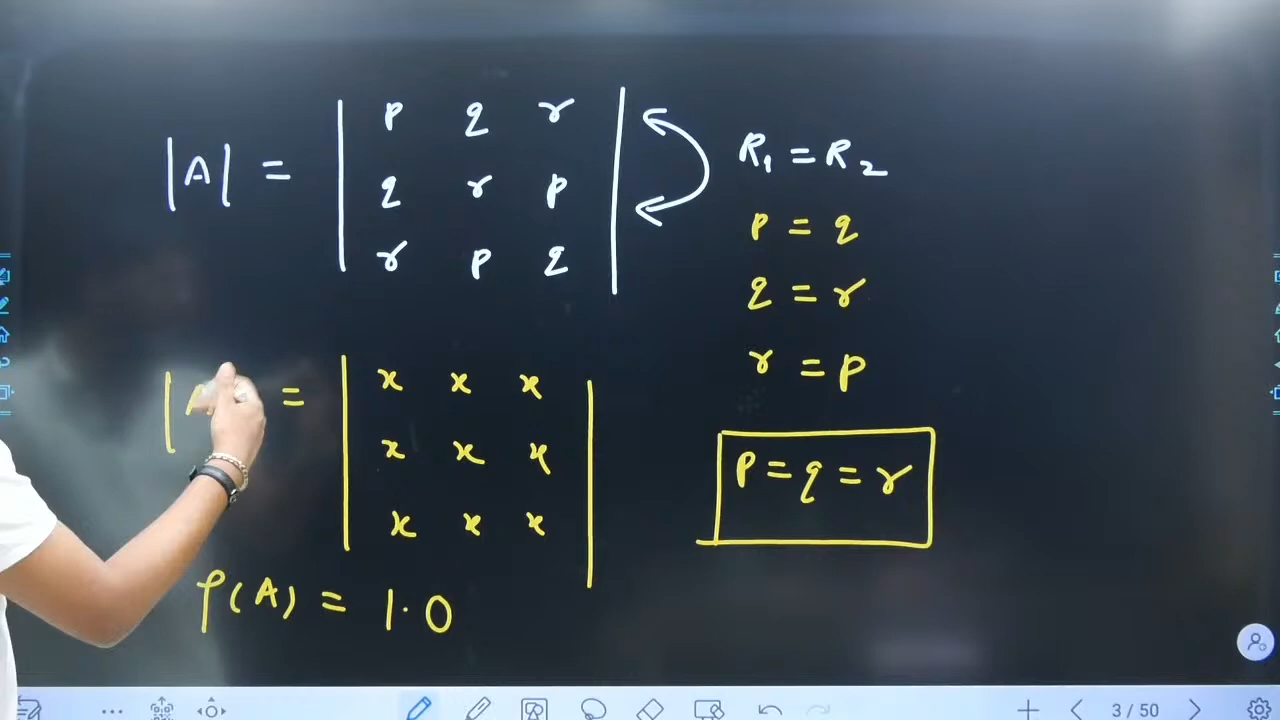 |A| = | p q r |
| q r p |
| r p q |
R₁ = R₂
p = q
q = r
r = p
p = q = r
| = | x x x |
| x x x |
| x x x |
ρ(A) = 1.0
3 / 50